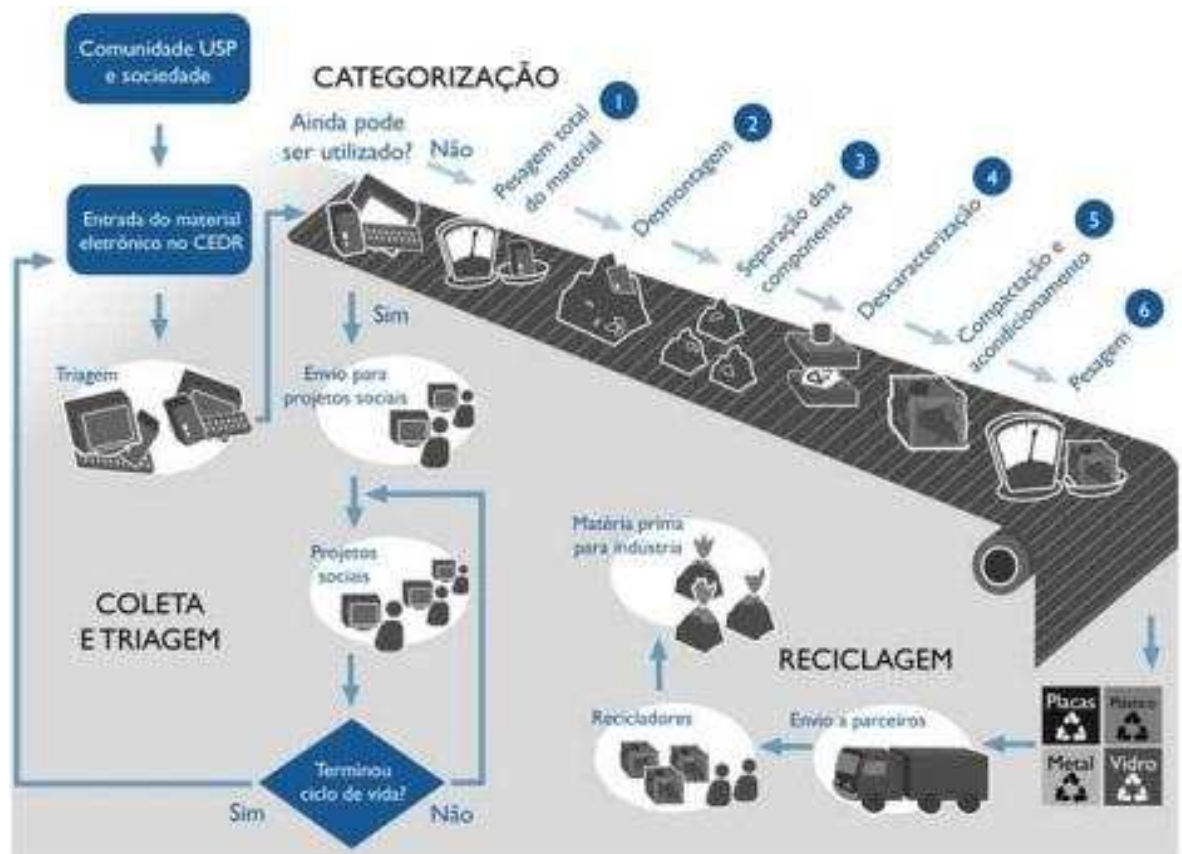 Comunidade USP
e sociedade
Entrada do material
eletrônico no CEDR
Triagem
COLETA
E TRIAGEM
CATEGORIZAÇÃO
Ainda pode
ser utilizado?
Não
Sim
Envio para
projetos sociais
Projetos
sociais
Terminou
ciclo de vida?
Sim
Não
1
Pesagem total
do material
2
Desmontagem
3
Separação dos
componentes
4
Descaracterização
5
Compactação e
acondicionamento
6
Pesagem
Placas
Plástico
Metal
Vidro
RECICLAGEM
Envio a parceiros
Recicladores
Matéria prima
para indústria